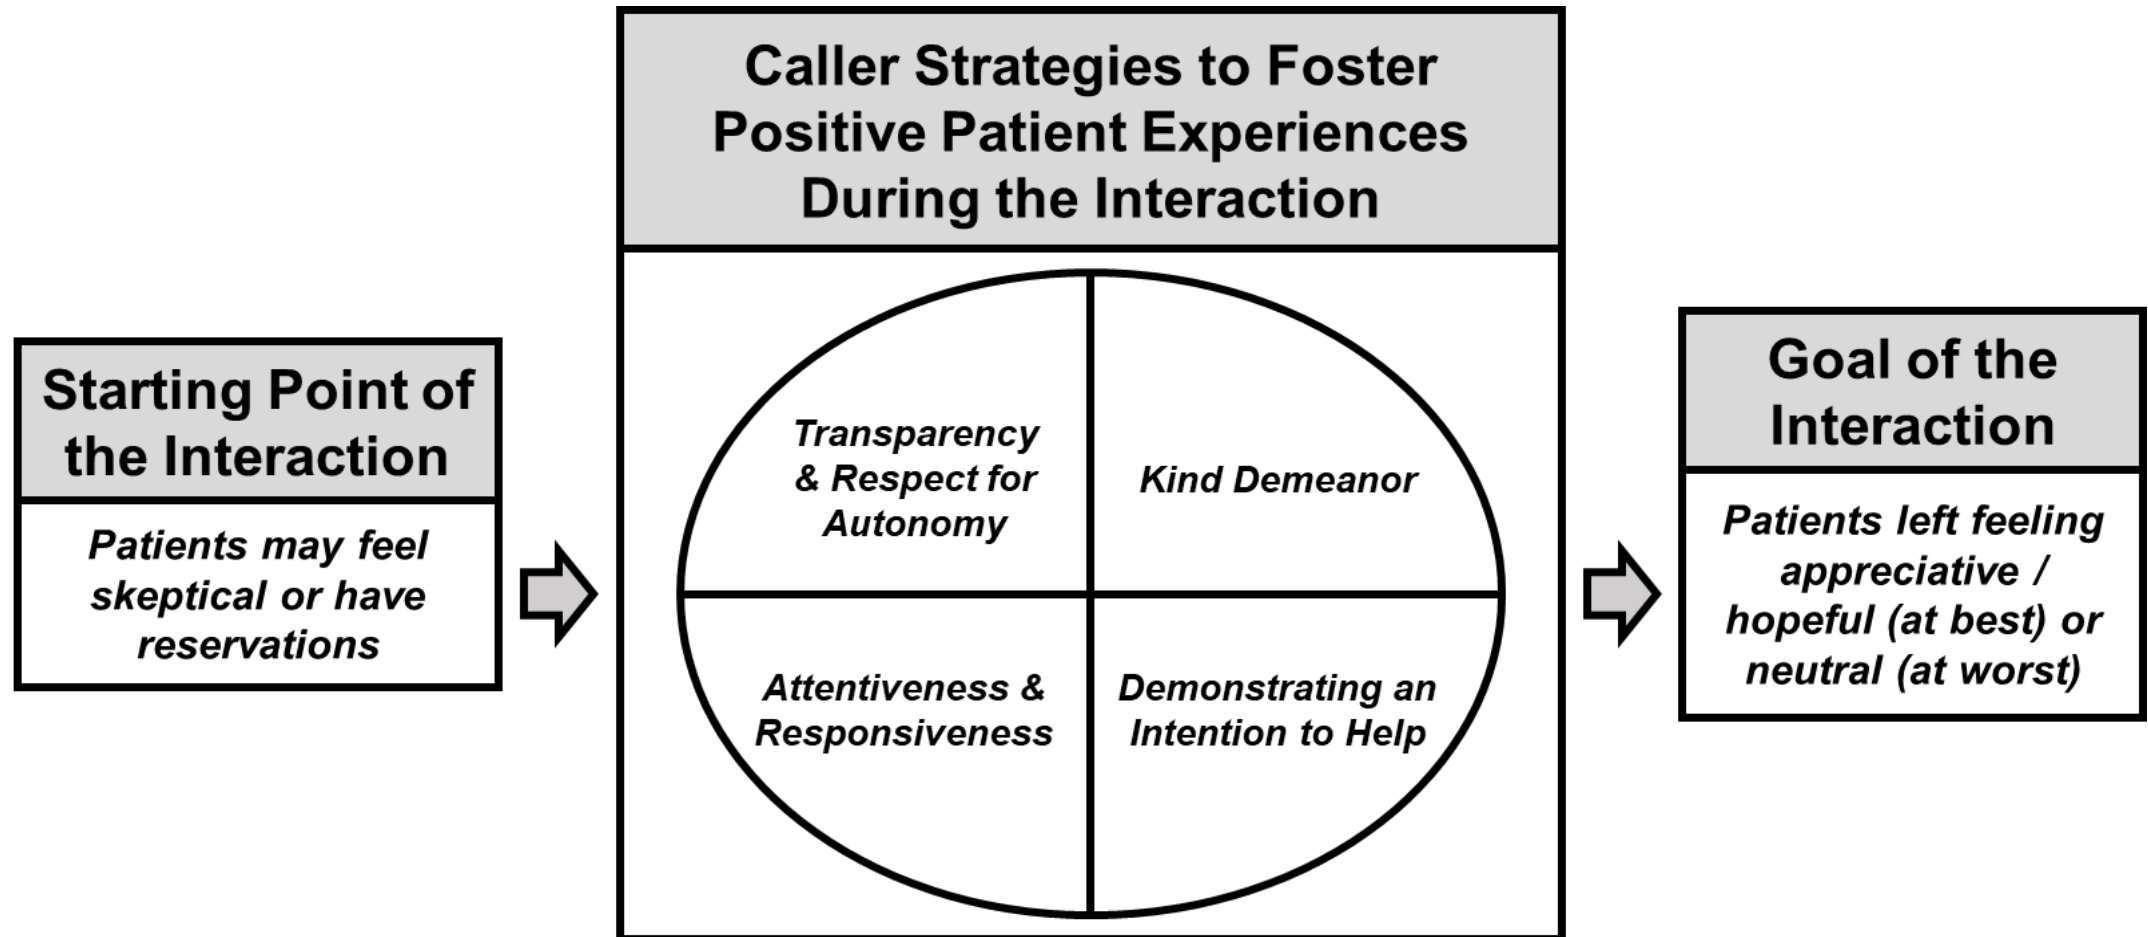 Starting Point of
the Interaction
Patients may feel
skeptical or have
reservations
Caller Strategies to Foster
Positive Patient Experiences
During the Interaction
Transparency
& Respect for
Autonomy
Kind Demeanor
Attentiveness &
Responsiveness
Demonstrating an
Intention to Help
Goal of the
Interaction
Patients left feeling
appreciative /
hopeful (at best) or
neutral (at worst)